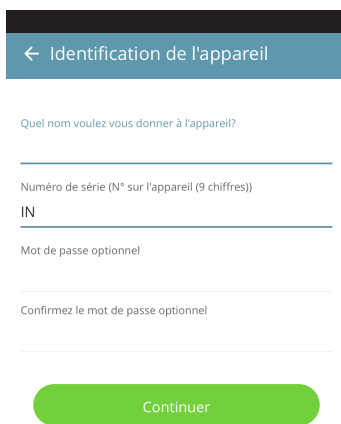 Identification de l'appareil
Quel nom voulez vous donner à l'appareil?
Numéro de série (N° sur l'appareil (9 chiffres))
IN
Mot de passe optionnel
Confirmez le mot de passe optionnel
Continuer